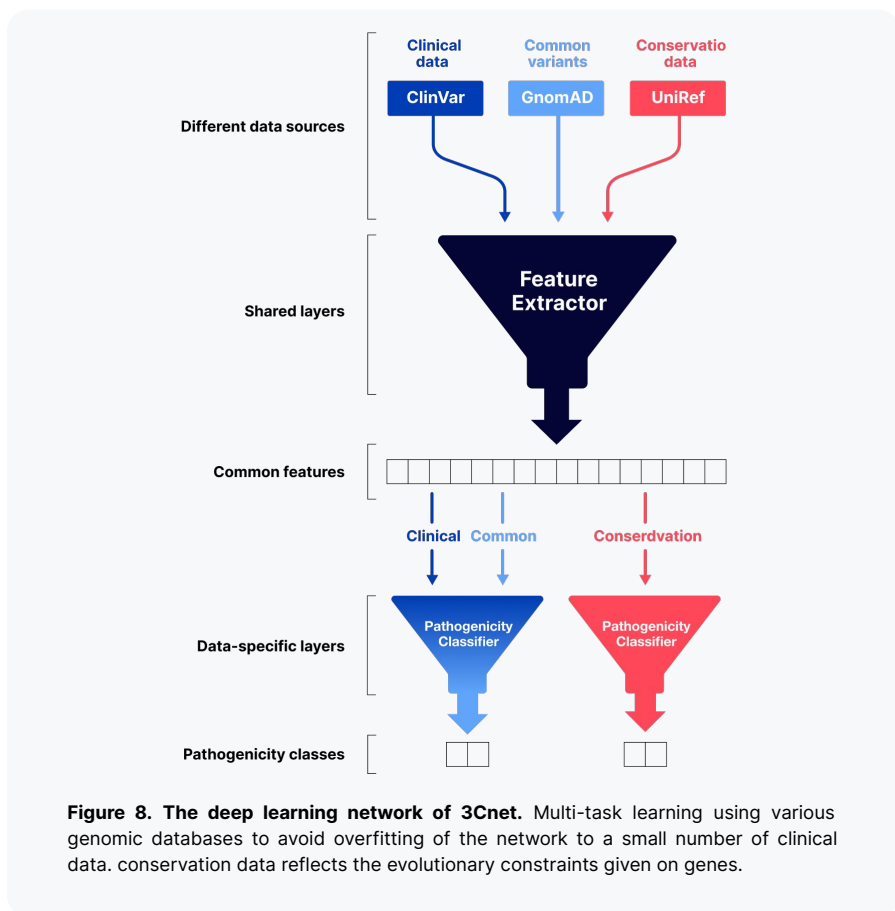 Clinical data
Common variants
Conservatio data
ClinVar
GnomAD
UniRef
Different data sources
Feature
Extractor
Shared layers
Common features
Clinical Common Conserdvation
Pathogenicity
Classifier
Pathogenicity
Classifier
Data-specific layers
Pathogenicity classes
Figure 8. The deep learning network of 3Cnet. Multi-task learning using various
genomic databases to avoid overfitting of the network to a small number of clinical
data. conservation data reflects the evolutionary constraints given on genes.